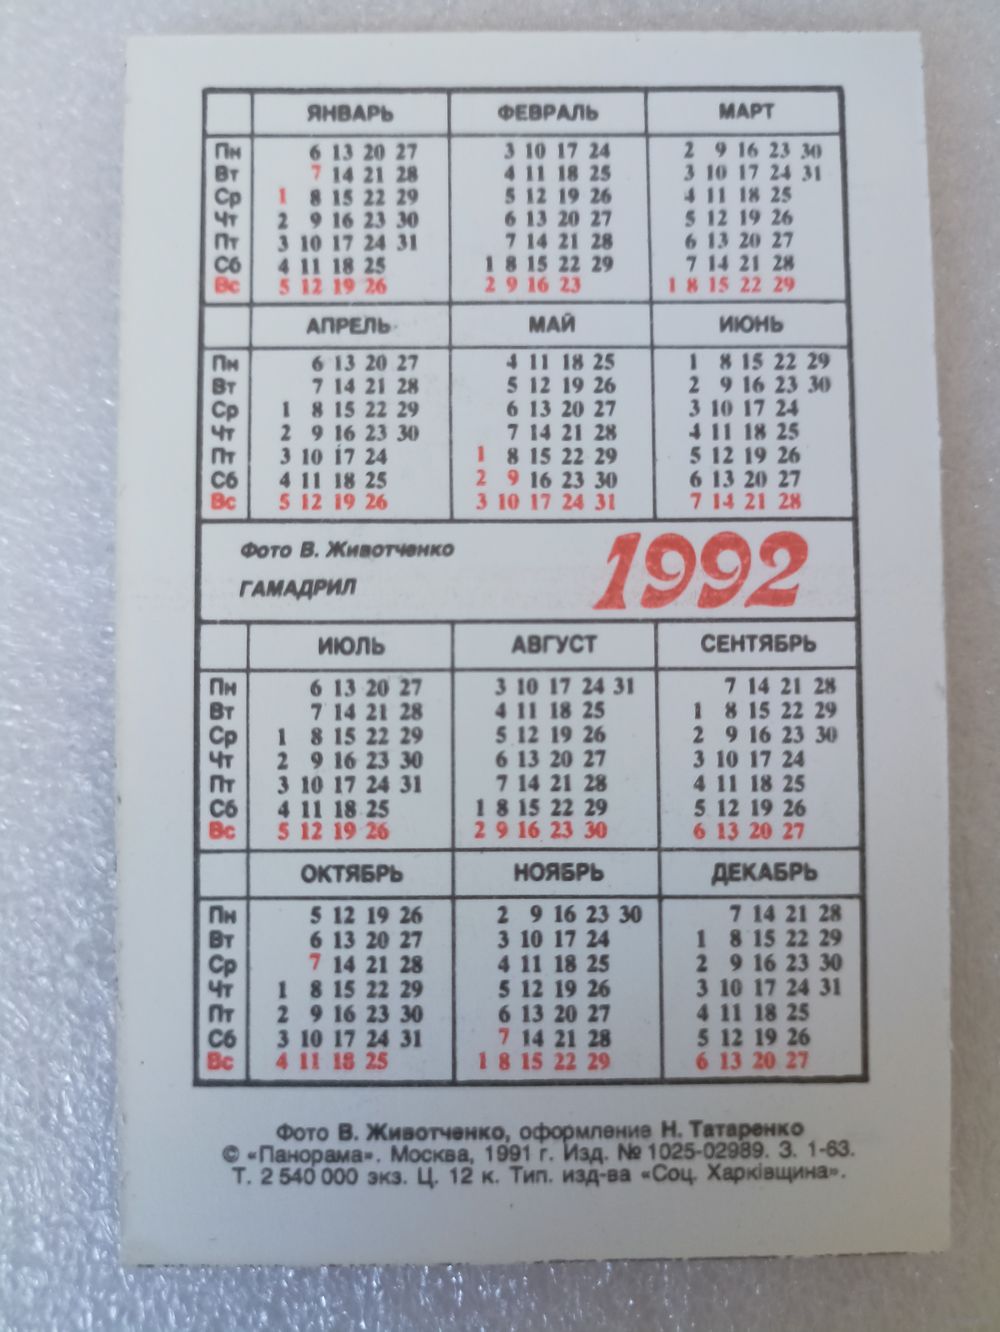 ЯНВАРЬ ФЕВРАЛЬ МАРТ
Пн 6 13 20 27 3 10 17 24 2 9 16 23 30
Вт 7 14 21 28 4 11 18 25 3 10 17 24 31
Ср 1 8 15 22 29 5 12 19 26 4 11 18 25
Чт 2 9 16 23 30 6 13 20 27 5 12 19 26
Пт 3 10 17 24 31 7 14 21 28 6 13 20 27
Сб 4 11 18 25 1 8 15 22 29 7 14 21 28
Вс 5 12 19 26 2 9 16 23 1 8 15 22 29
АПРЕЛЬ МАЙ ИЮНЬ
Пн 6 13 20 27 4 11 18 25 1 8 15 22 29
Вт 7 14 21 28 5 12 19 26 2 9 16 23 30
Ср 1 8 15 22 29 6 13 20 27 3 10 17 24
Чт 2 9 16 23 30 7 14 21 28 4 11 18 25
Пт 3 10 17 24 1 8 15 22 29 5 12 19 26
Сб 4 11 18 25 2 9 16 23 30 6 13 20 27
Вс 5 12 19 26 3 10 17 24 31 7 14 21 28
Фото В. Животченко
ГАМАДРИЛ
1992
ИЮЛЬ АВГУСТ СЕНТЯБРЬ
Пн 6 13 20 27 3 10 17 24 31 7 14 21 28
Вт 7 14 21 28 4 11 18 25 1 8 15 22 29
Ср 1 8 15 22 29 5 12 19 26 2 9 16 23 30
Чт 2 9 16 23 30 6 13 20 27 3 10 17 24
Пт 3 10 17 24 31 7 14 21 28 4 11 18 25
Сб 4 11 18 25 1 8 15 22 29 5 12 19 26
Вс 5 12 19 26 2 9 16 23 30 6 13 20 27
ОКТЯБРЬ НОЯБРЬ ДЕКАБРЬ
Пн 5 12 19 26 2 9 16 23 30 7 14 21 28
Вт 6 13 20 27 3 10 17 24 1 8 15 22 29
Ср 7 14 21 28 4 11 18 25 2 9 16 23 30
Чт 1 8 15 22 29 5 12 19 26 3 10 17 24 31
Пт 2 9 16 23 30 6 13 20 27 4 11 18 25
Сб 3 10 17 24 31 7 14 21 28 5 12 19 26
Вс 4 11 18 25 1 8 15 22 29 6 13 20 27
Фото В. Животченко, оформление Н. Татаренко
© «Панорама». Москва, 1991 г. Изд. № 1025-02989. З. 1-63.
Т. 2 540 000 экз. Ц. 12 к. Тип. изд-ва «Соц. Харківщина».